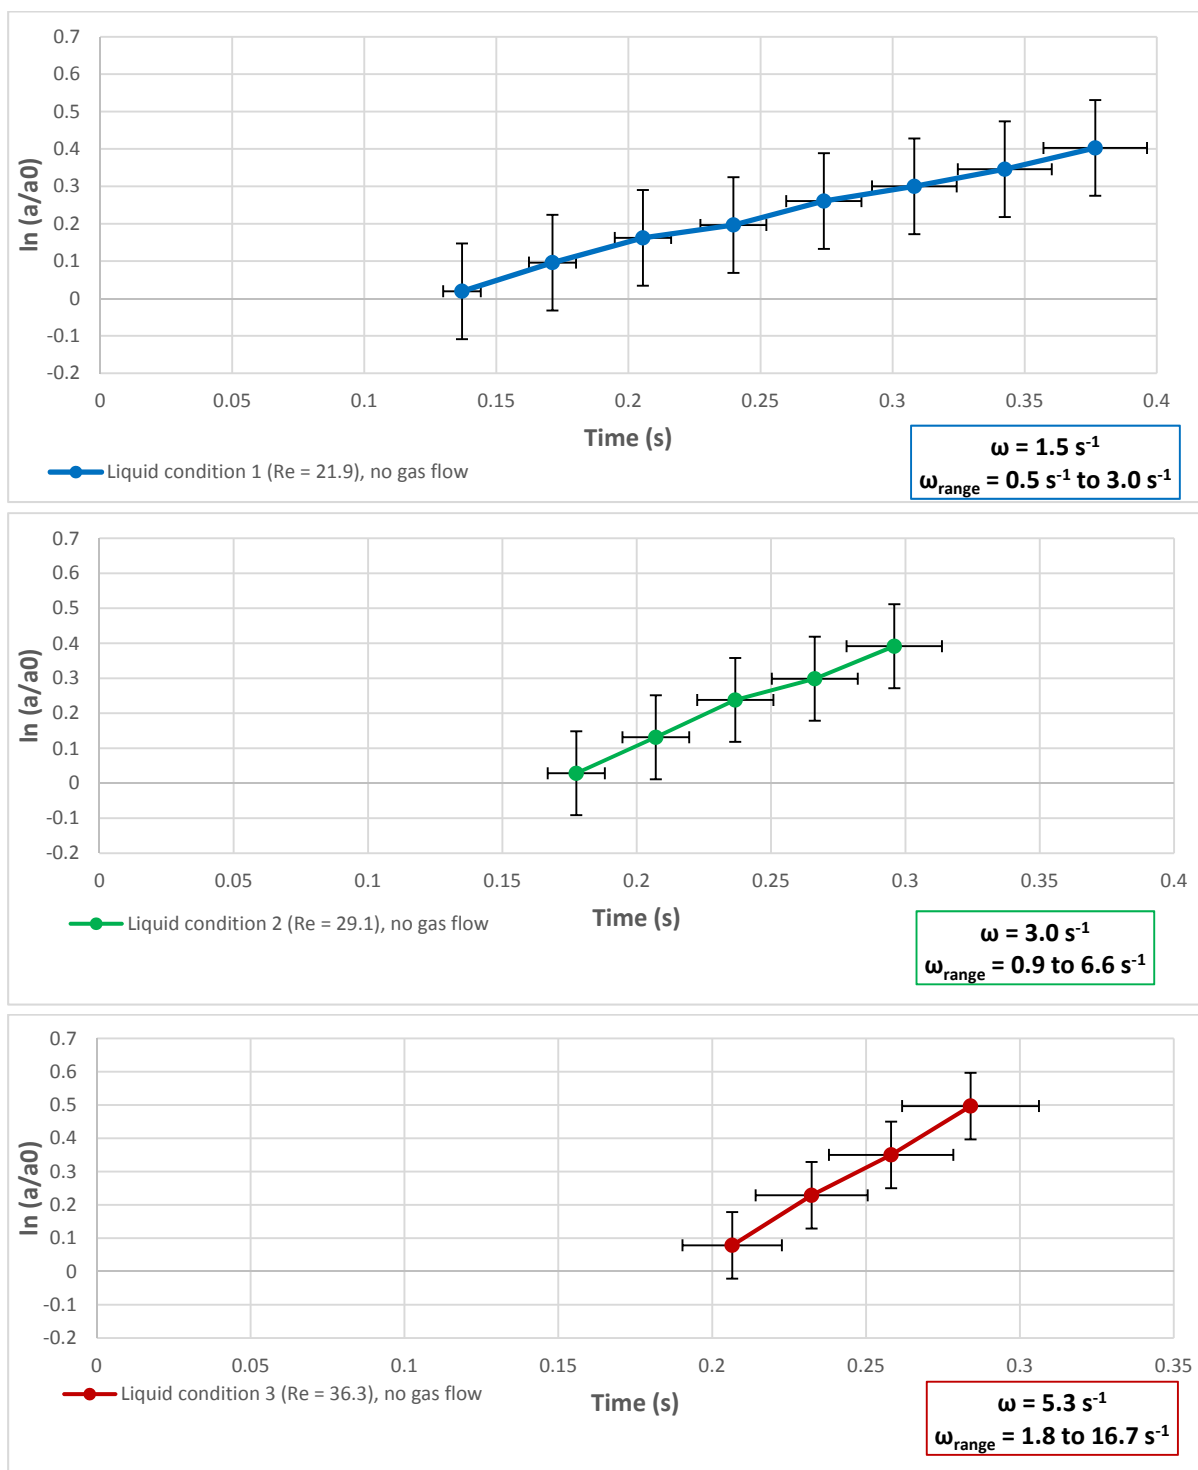 0.7
0.6
0.5
0.4
0.3
0.2
0.1
0
-0.1
-0.2
ln (a/a0)
0 0.05 0.1 0.15 0.2 0.25 0.3 0.35 0.4
Time (s)
Liquid condition 1 (Re = 21.9), no gas flow
ω = 1.5 s⁻¹
ω_range = 0.5 s⁻¹ to 3.0 s⁻¹
0.7
0.6
0.5
0.4
0.3
0.2
0.1
0
-0.1
-0.2
ln (a/a0)
0 0.05 0.1 0.15 0.2 0.25 0.3 0.35 0.4
Time (s)
Liquid condition 2 (Re = 29.1), no gas flow
ω = 3.0 s⁻¹
ω_range = 0.9 to 6.6 s⁻¹
0.7
0.6
0.5
0.4
0.3
0.2
0.1
0
-0.1
-0.2
ln (a/a0)
0 0.05 0.1 0.15 0.2 0.25 0.3 0.35
Time (s)
Liquid condition 3 (Re = 36.3), no gas flow
ω = 5.3 s⁻¹
ω_range = 1.8 to 16.7 s⁻¹